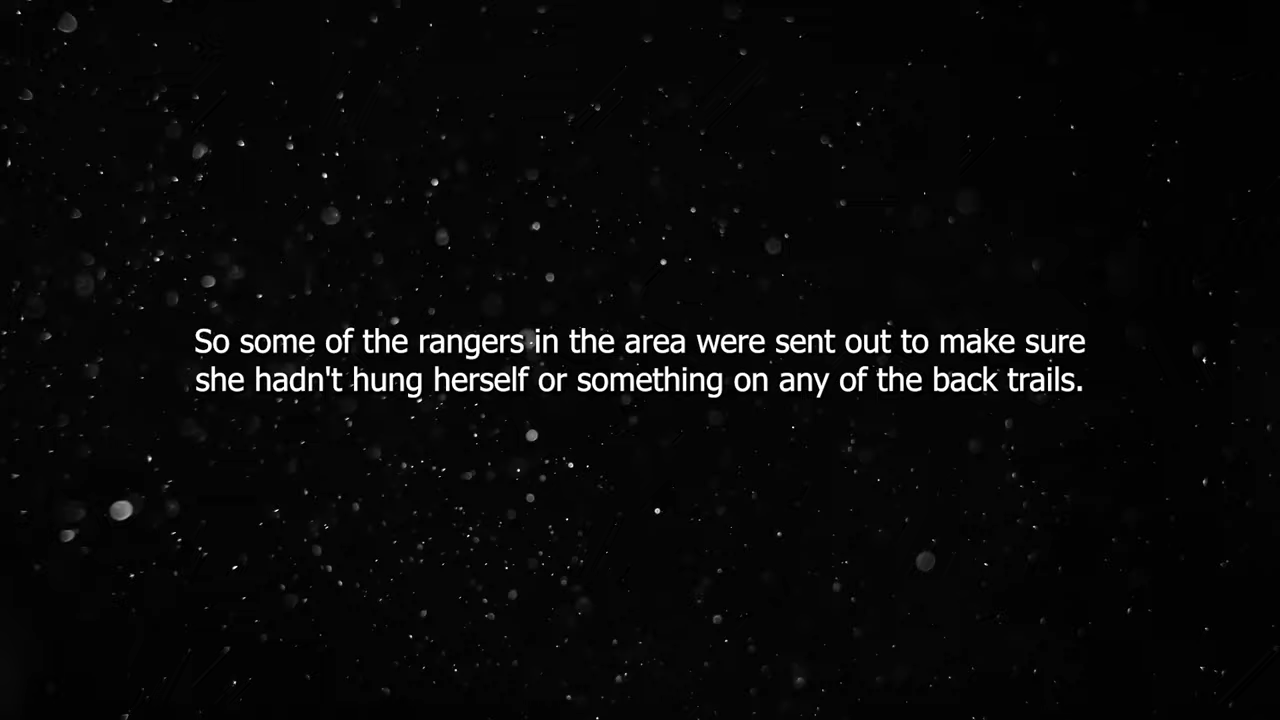 So some of the rangers in the area were sent out to make sure
she hadn't hung herself or something on any of the back trails.